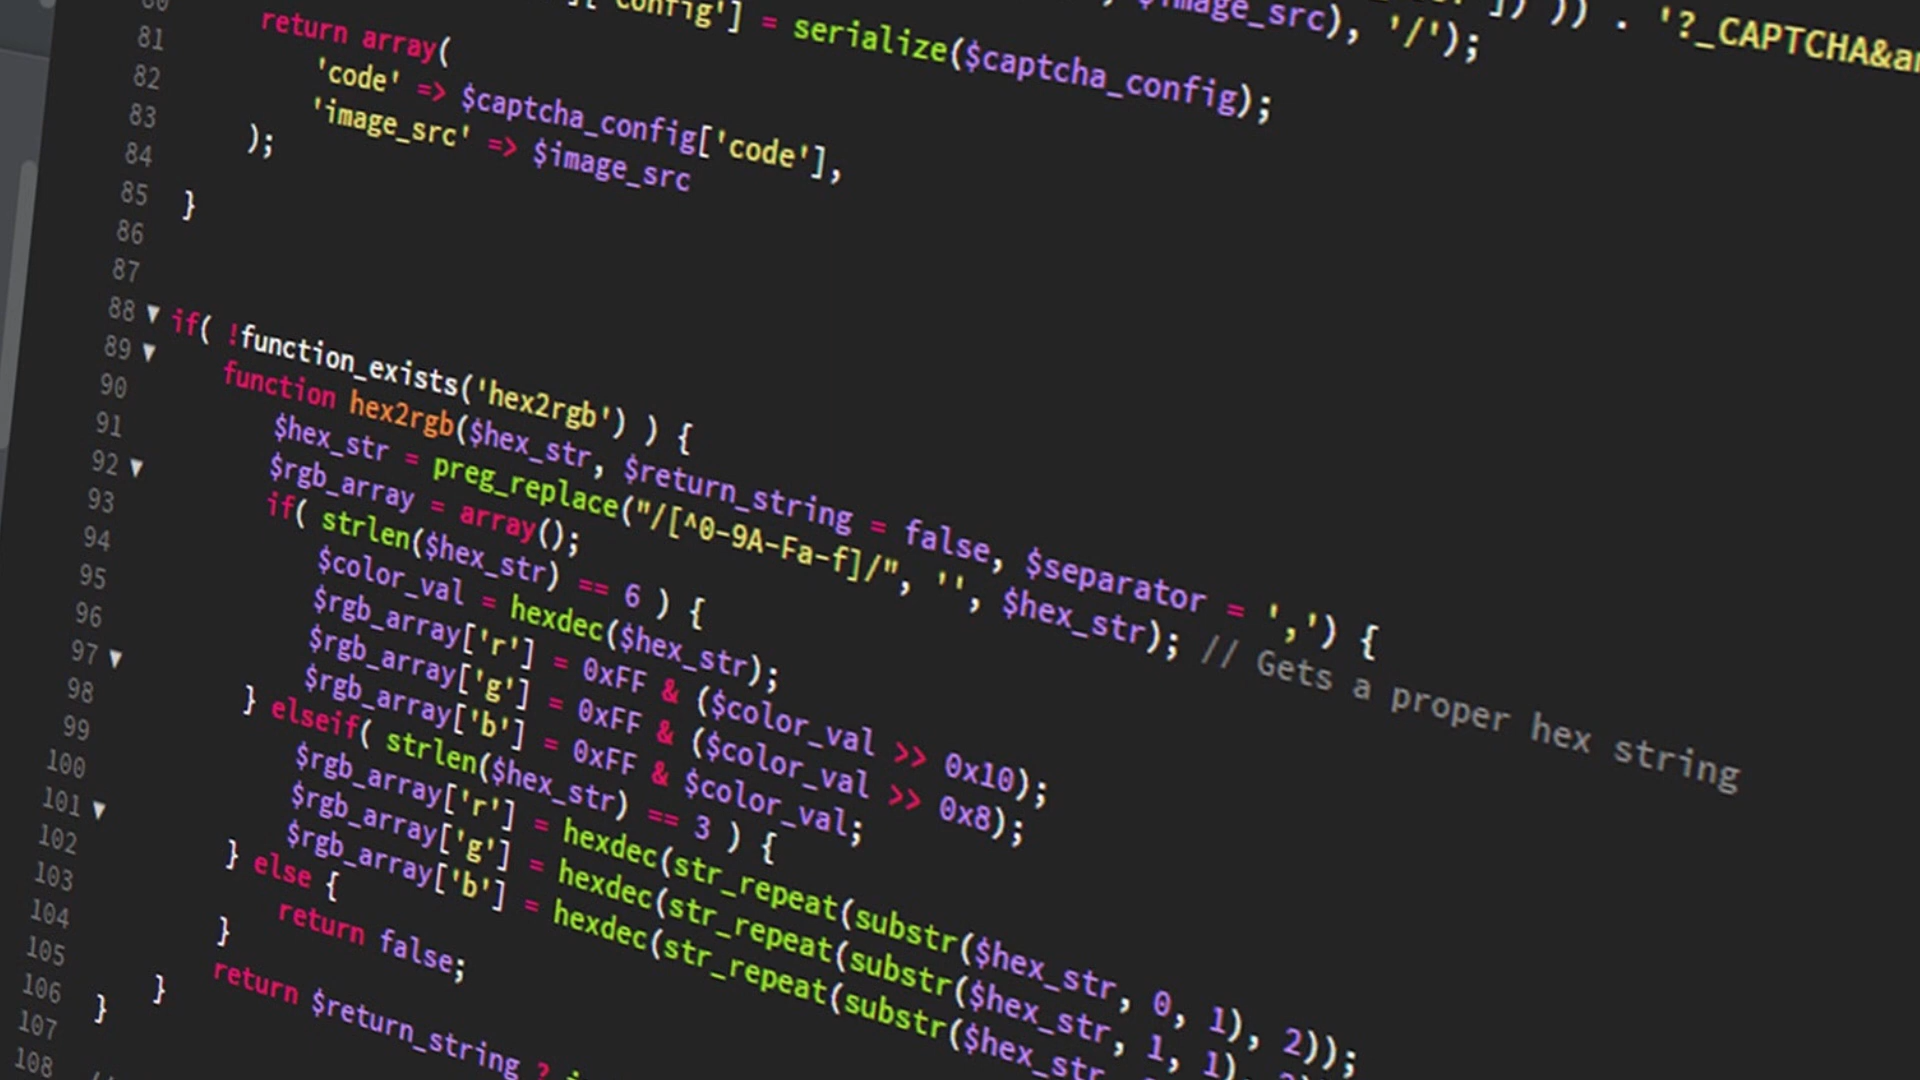 '] = serialize($captcha_config);
$image_src), '/');
)) . '?_CAPTCHA&
80
81 return array(
82 'code' => $captcha_config['code'],
83 'image_src' => $image_src
84 );
85 }
86
87
88 if( !function_exists('hex2rgb') ) {
89 function hex2rgb($hex_str, $return_string = false, $separator = ',') {
90 $hex_str = preg_replace("/[^0-9A-Fa-f]/", '', $hex_str); // Gets a proper hex string
91 $rgb_array = array();
92 if( strlen($hex_str) == 6 ) {
93 $color_val = hexdec($hex_str);
94 $rgb_array['r'] = 0xFF & ($color_val >> 0x10);
95 $rgb_array['g'] = 0xFF & ($color_val >> 0x8);
96 $rgb_array['b'] = 0xFF & $color_val;
97 } elseif( strlen($hex_str) == 3 ) {
98 $rgb_array['r'] = hexdec(str_repeat(substr($hex_str, 0, 1), 2));
99 $rgb_array['g'] = hexdec(str_repeat(substr($hex_str, 1, 1),
100 $rgb_array['b'] = hexdec(str_repeat(substr($hex_str,
101 } else {
102 return false;
103 }
104 return $return_string ?
105 }
106 }
107
108